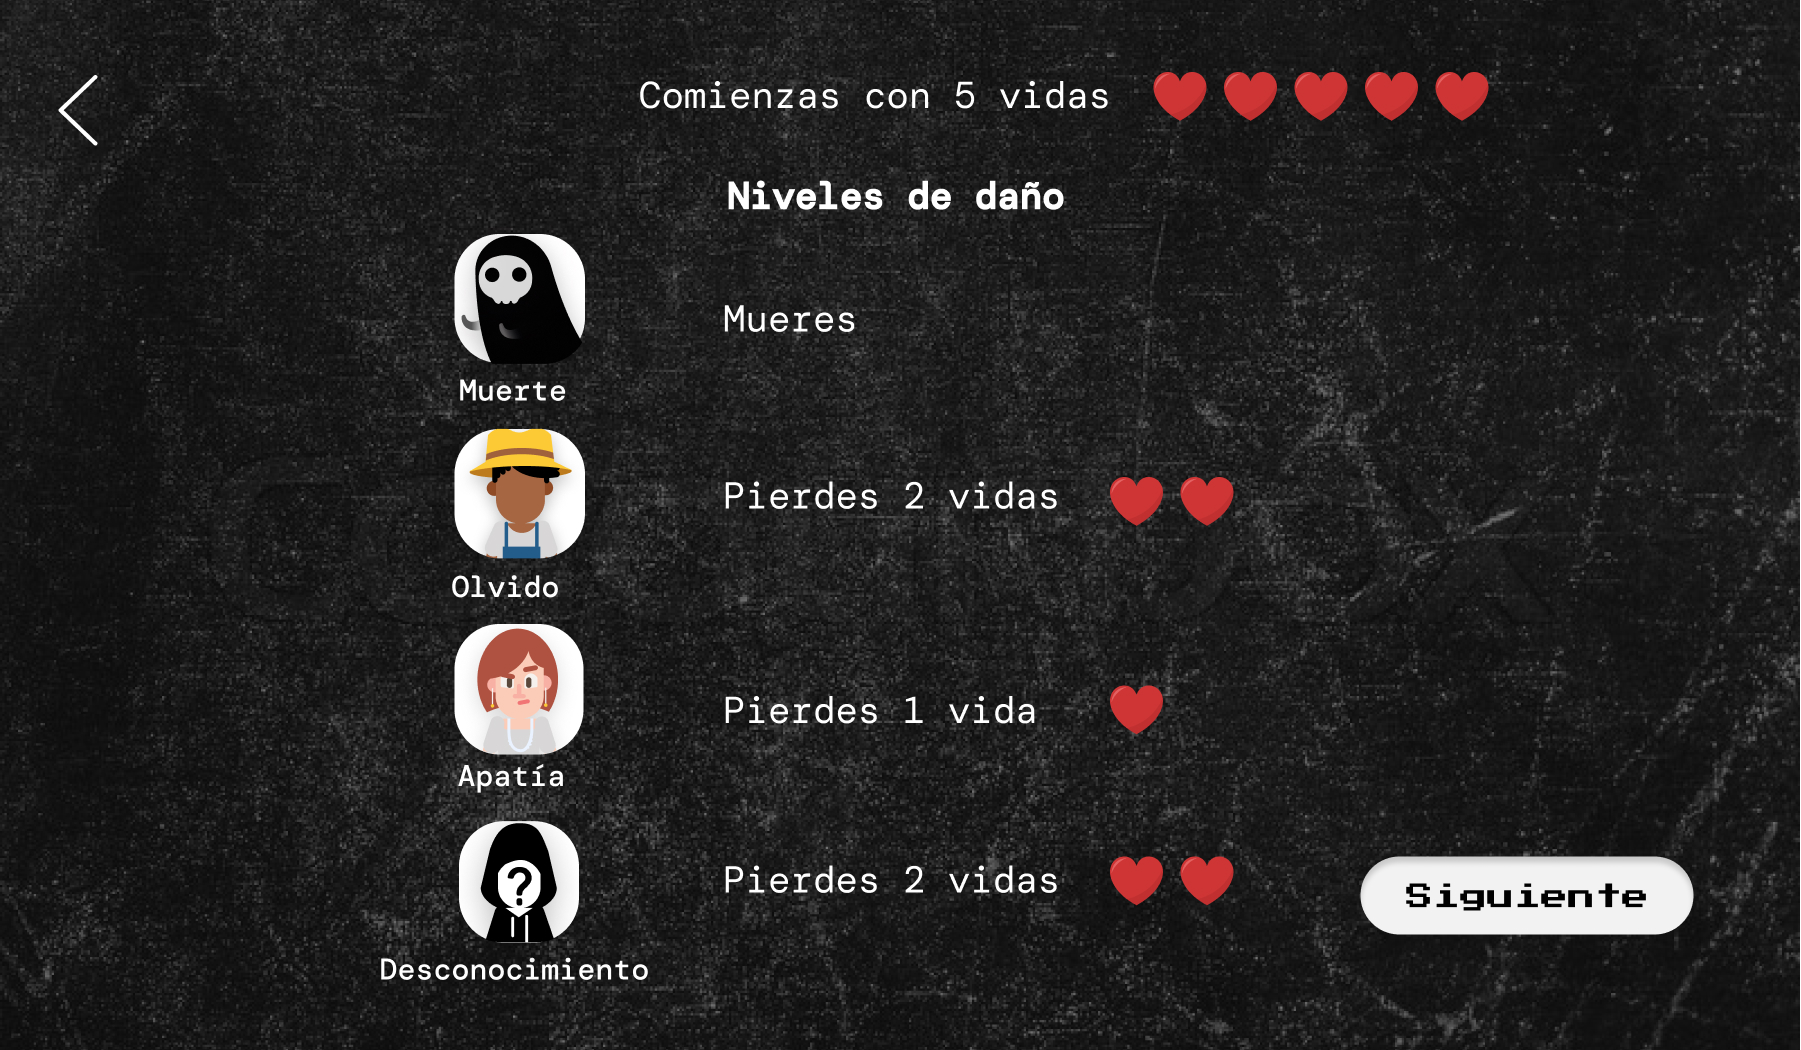 Comienzas con 5 vidas
Niveles de daño
Mueres
Muerte
Pierdes 2 vidas
Olvido
Pierdes 1 vida
Apatía
?
Pierdes 2 vidas
Desconocimiento
Siguiente